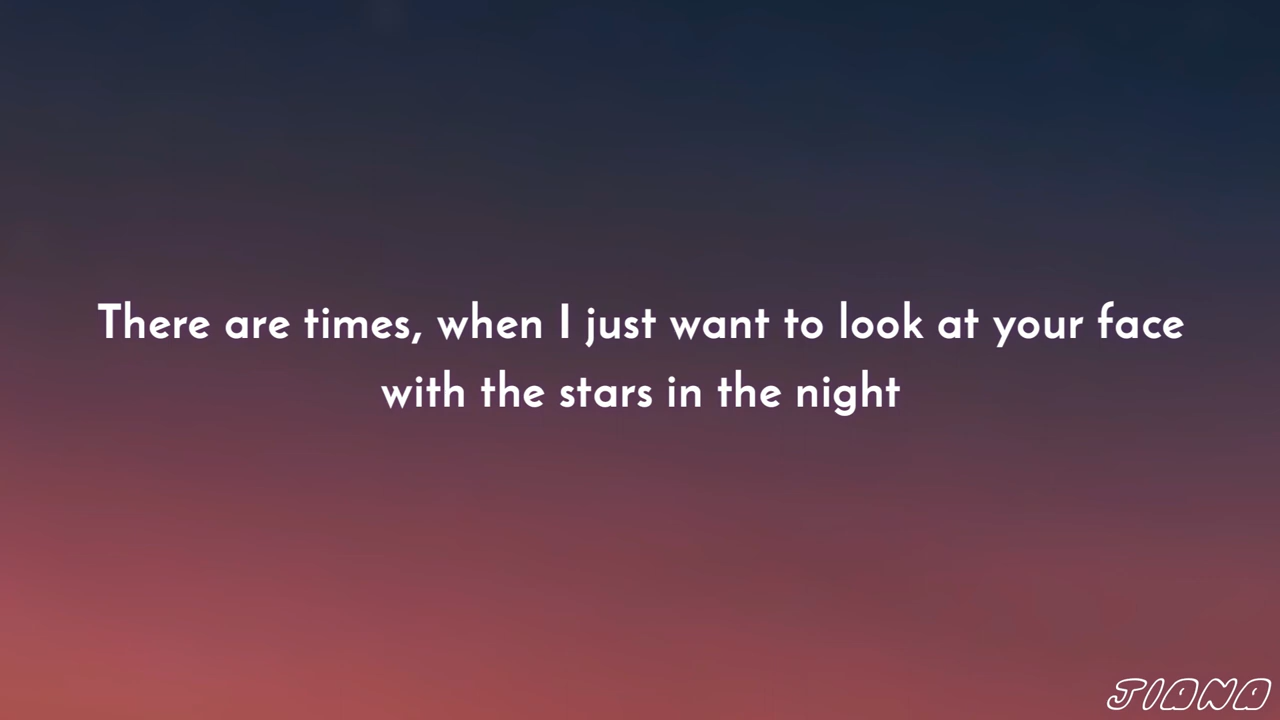 There are times, when I just want to look at your face
with the stars in the night
JIANA